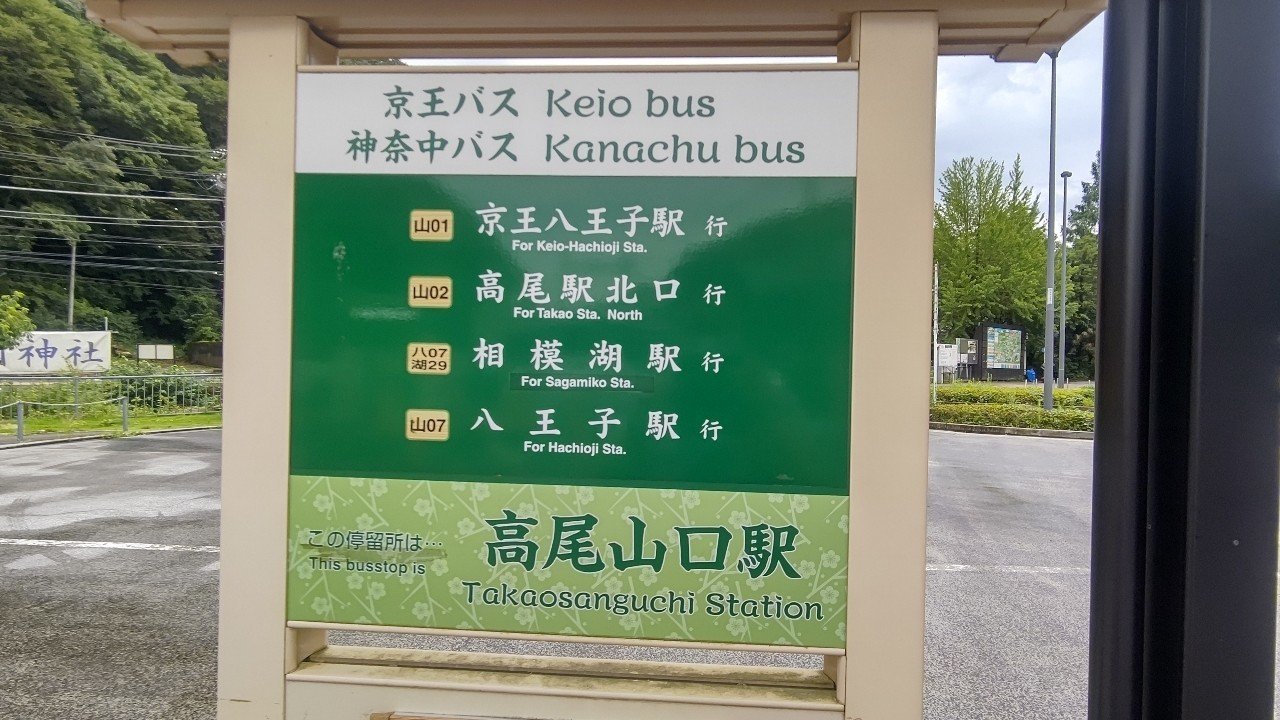 京王バス Keio bus
神奈中バス Kanachu bus
山01 京王八王子駅 行
For Keio-Hachioji Sta.
山02 高尾駅北口 行
For Takao Sta. North
八07 湖29 相模湖駅 行
For Sagamiko Sta.
山07 八王子駅 行
For Hachioji Sta.
この停留所は…
This busstop is
高尾山口駅
Takaosanguchi Station
神社